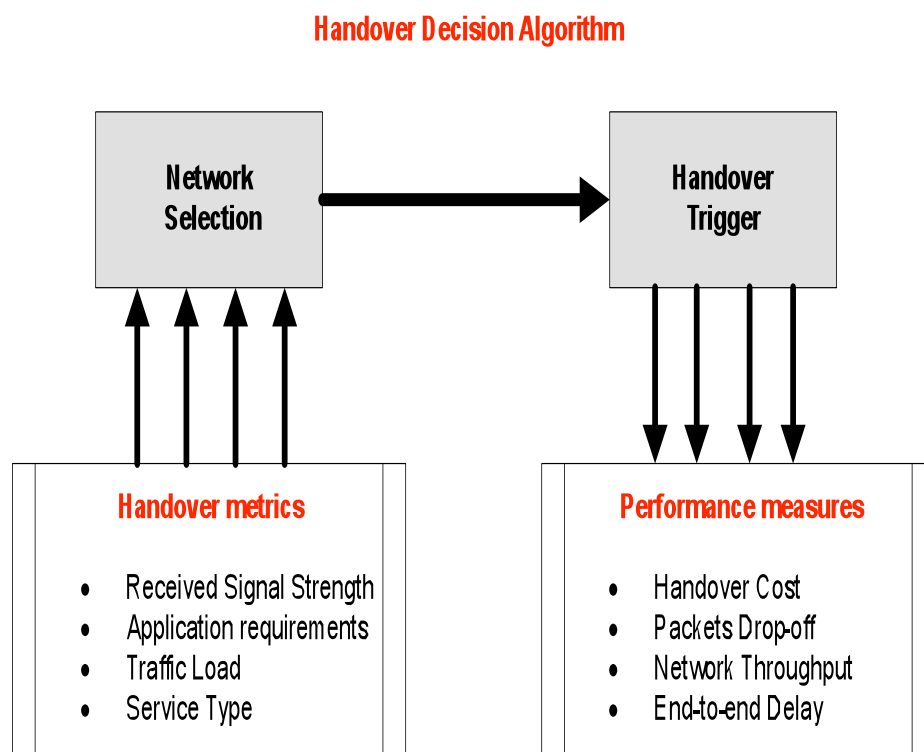 Handover Decision Algorithm
Network
Selection
Handover
Trigger
Handover metrics
• Received Signal Strength
• Application requirements
• Traffic Load
• Service Type
Performance measures
• Handover Cost
• Packets Drop-off
• Network Throughput
• End-to-end Delay